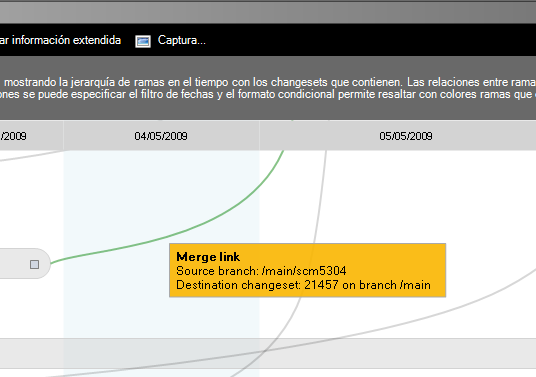 ar información extendida Captura...
mostrando la jerarquía de ramas en el tiempo con los changesets que contienen. Las relaciones entre rama
ones se puede especificar el filtro de fechas y el formato condicional permite resaltar con colores ramas que
/2009 04/05/2009 05/05/2009
Merge link
Source branch: /main/scm5304
Destination changeset: 21457 on branch /main